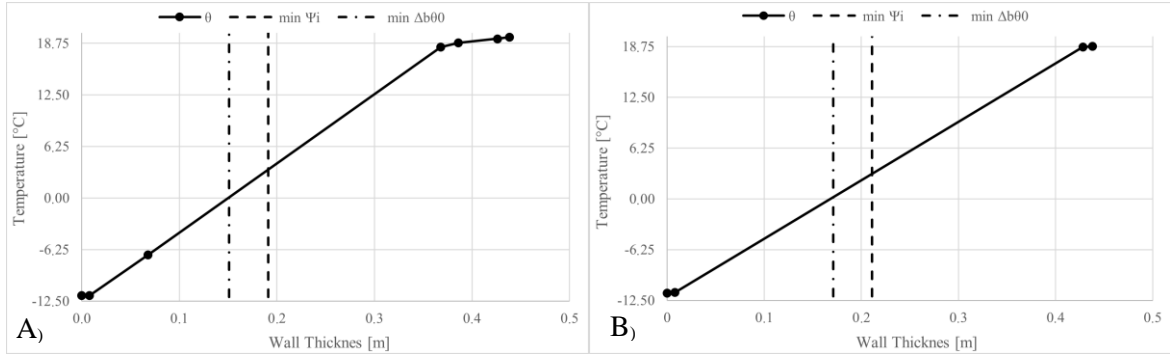 θ min Ψi min Δbθ0
18.75
12.50
6.25
0.00
-6.25
-12.50
Temperature [°C]
0.0 0.1 0.2 0.3 0.4 0.5
Wall Thicknes [m]
A)
θ min Ψi min Δbθ0
18.75
12.50
6.25
0.00
-6.25
-12.50
Temperature [°C]
0 0.1 0.2 0.3 0.4 0.5
Wall Thicknes [m]
B)